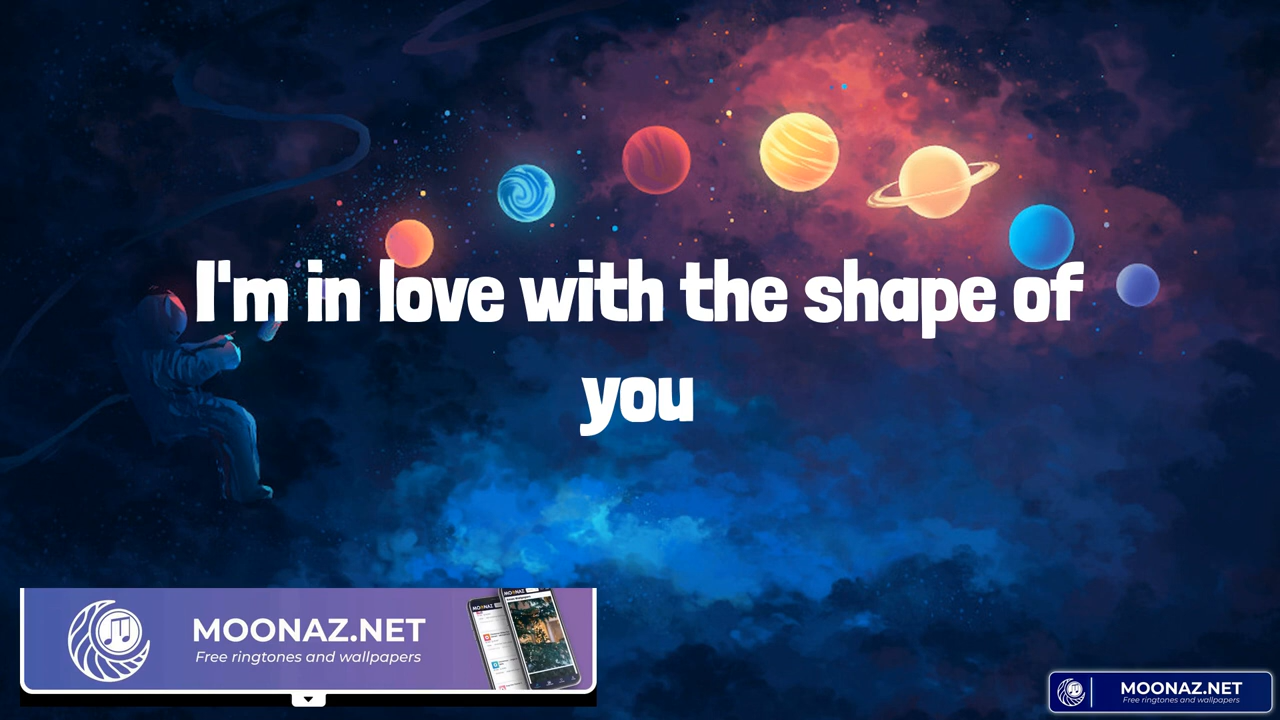 I'm in love with the shape of
you
MOONAZ.NET
Free ringtones and wallpapers
MOONAZ.NET
Free ringtones and wallpapers